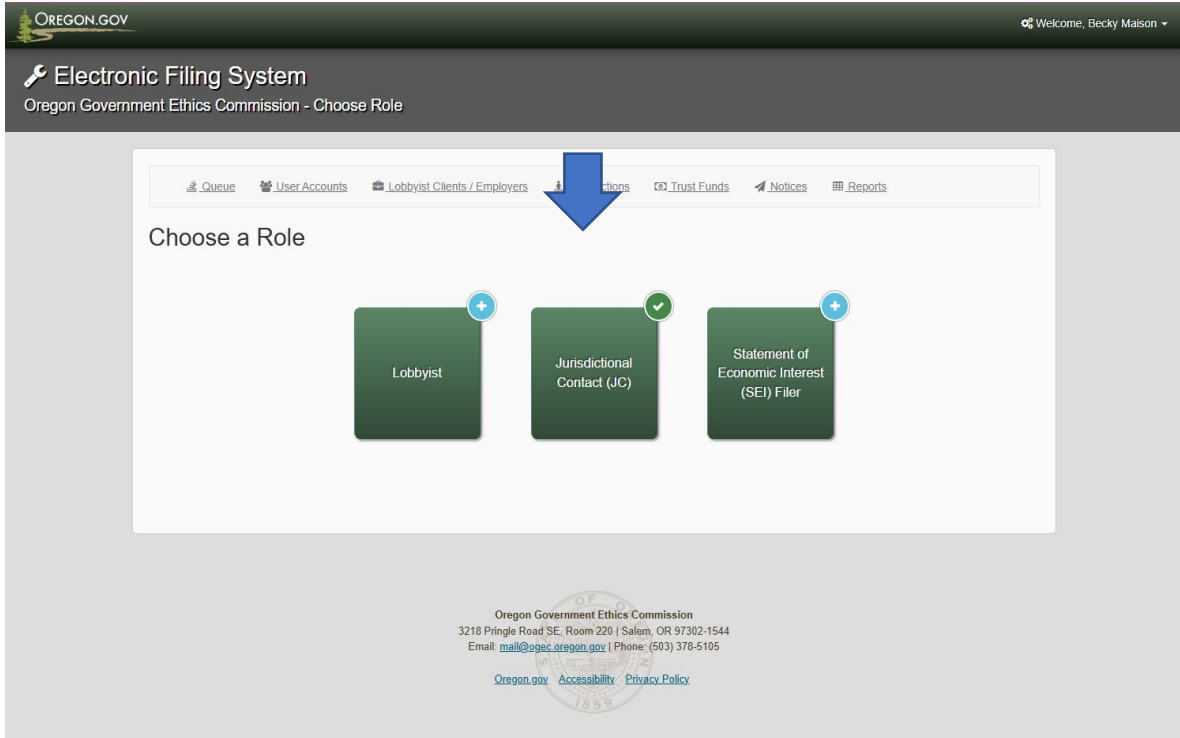 OREGON.GOV
Welcome, Becky Maison
Electronic Filing System
Oregon Government Ethics Commission - Choose Role
Queue User Accounts Lobbyist Clients / Employers ctions Trust Funds Notices Reports
Choose a Role
Lobbyist
Jurisdictional
Contact (JC)
Statement of
Economic Interest
(SEI) Filer
Oregon Government Ethics Commission
3218 Pringle Road SE, Room 220 | Salem, OR 97302-1544
Email: mail@ogec.oregon.gov | Phone: (503) 378-5105
Oregon.gov Accessibility Privacy Policy
1859